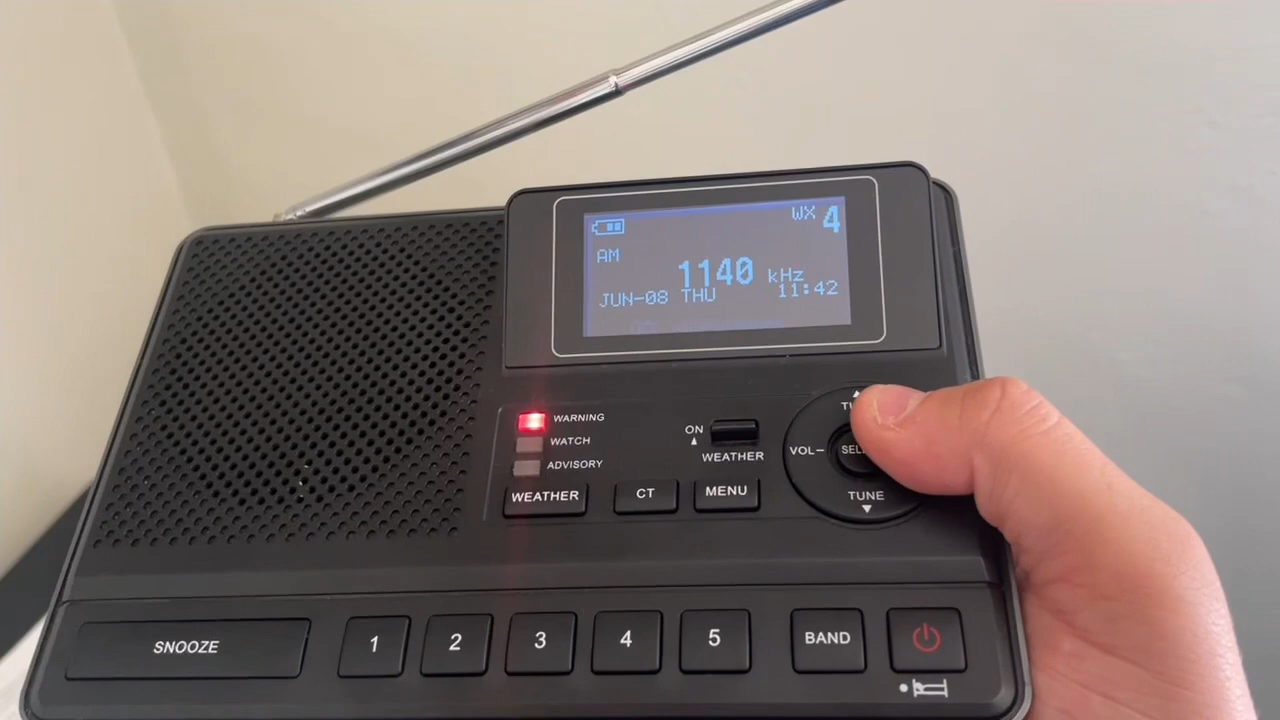 WX 4
AM
1140 kHz
JUN-08 THU 11:42
WARNING
WATCH
ADVISORY
ON
WEATHER
VOL-
TUNE
WEATHER
CT
MENU
SNOOZE
1
2
3
4
5
BAND